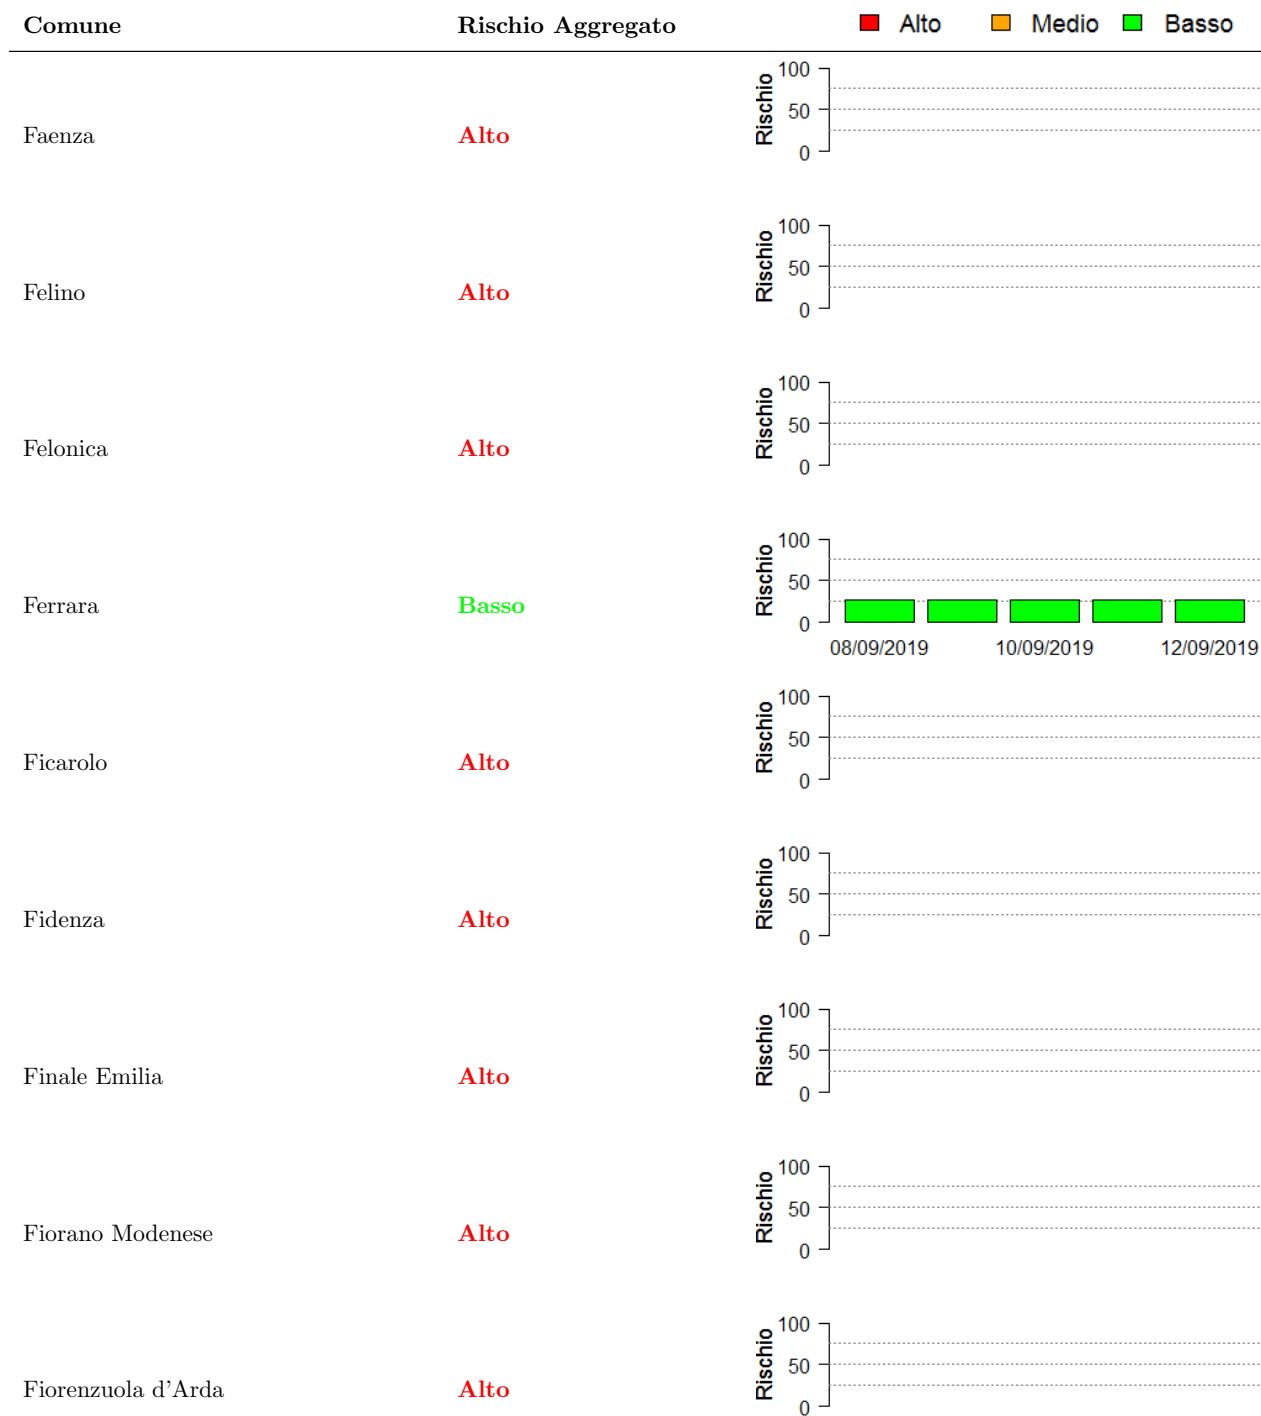 Comune Rischio Aggregato Alto Medio Basso
Faenza Alto Rischio 100 50 0
Felino Alto Rischio 100 50 0
Felonica Alto Rischio 100 50 0
Ferrara Basso Rischio 100 50 0
08/09/2019 10/09/2019 12/09/2019
Ficarolo Alto Rischio 100 50 0
Fidenza Alto Rischio 100 50 0
Finale Emilia Alto Rischio 100 50 0
Fiorano Modenese Alto Rischio 100 50 0
Fiorenzuola d'Arda Alto Rischio 100 50 0